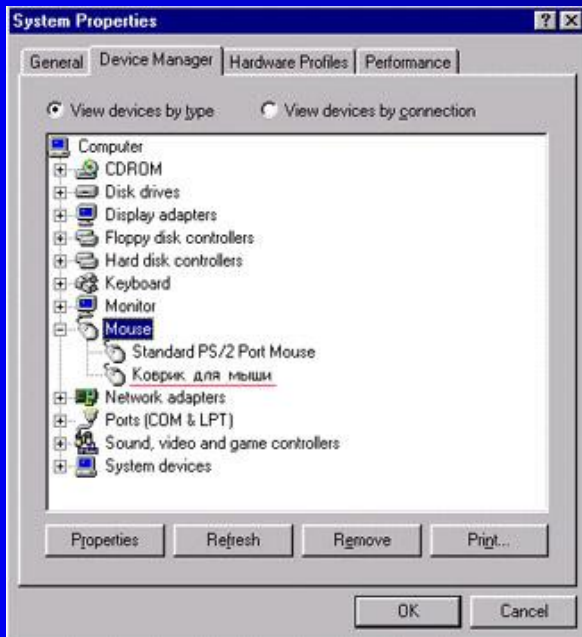 System Properties
General Device Manager Hardware Profiles Performance
View devices by type View devices by connection
Computer
CDROM
Disk drives
Display adapters
Floppy disk controllers
Hard disk controllers
Keyboard
Monitor
Mouse
Standard PS/2 Port Mouse
Коврик для мыши
Network adapters
Ports (COM & LPT)
Sound, video and game controllers
System devices
Properties Refresh Remove Print...
OK Cancel